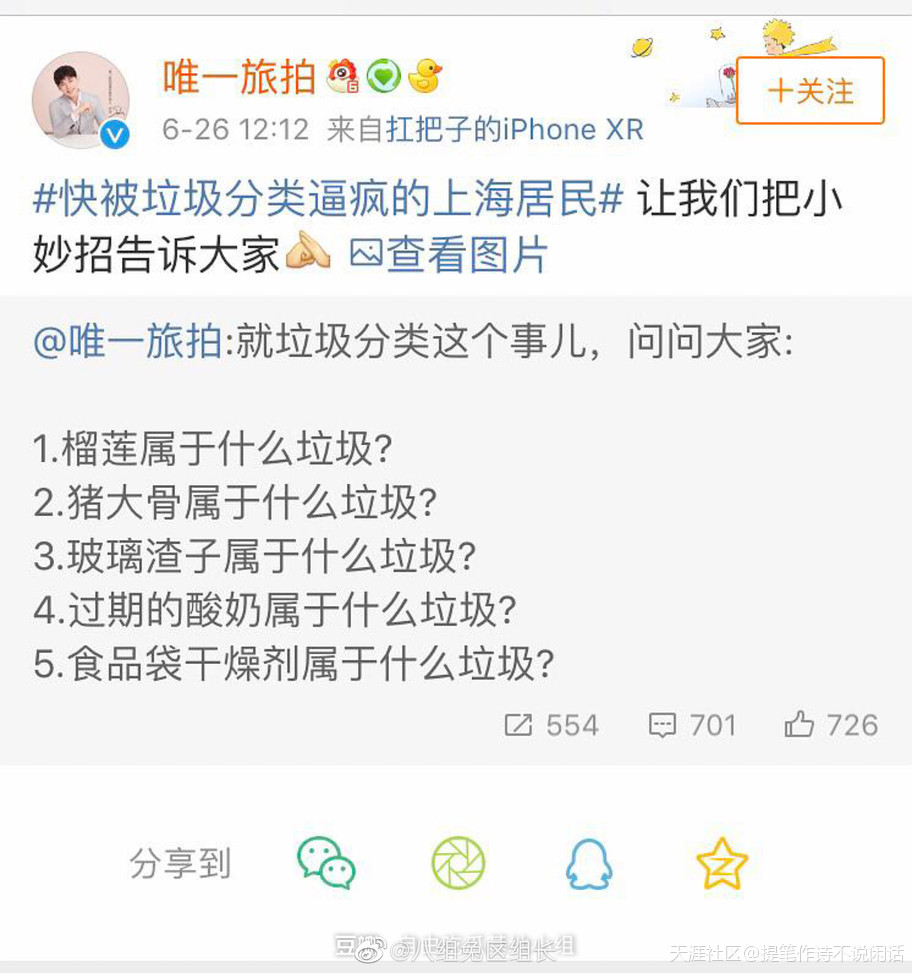 唯一旅拍
+关注
6-26 12:12 来自扛把子的iPhone XR
#快被垃圾分类逼疯的上海居民# 让我们把小
妙招告诉大家 查看图片
@唯一旅拍:就垃圾分类这个事儿，问问大家:
1.榴莲属于什么垃圾?
2.猪大骨属于什么垃圾?
3.玻璃渣子属于什么垃圾?
4.过期的酸奶属于什么垃圾?
5.食品袋干燥剂属于什么垃圾?
554 701 726
分享到
@八组兔区组长
天涯社区@提笔作诗不说闲话